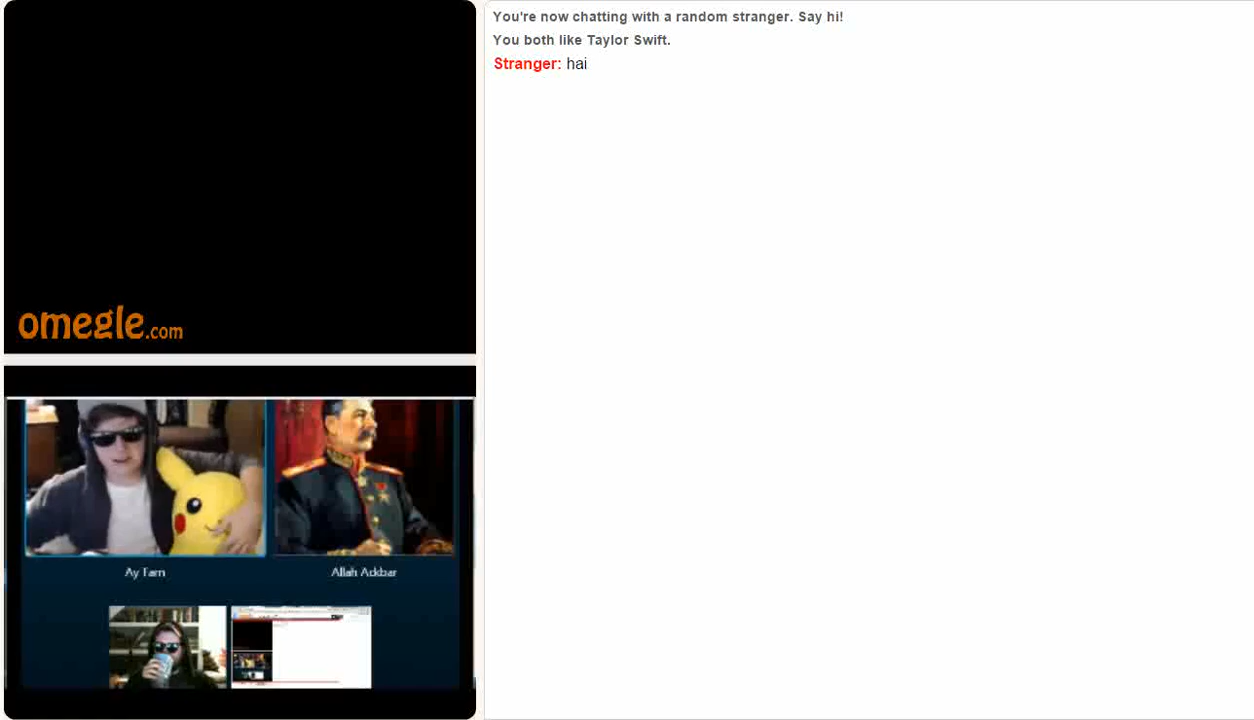 You're now chatting with a random stranger. Say hi!
You both like Taylor Swift.
Stranger: hai
omegle.com
Ay Tarn
Allah Ackbar